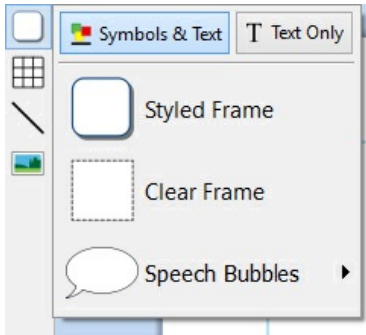 Symbols & Text
T Text Only
Styled Frame
Clear Frame
Speech Bubbles